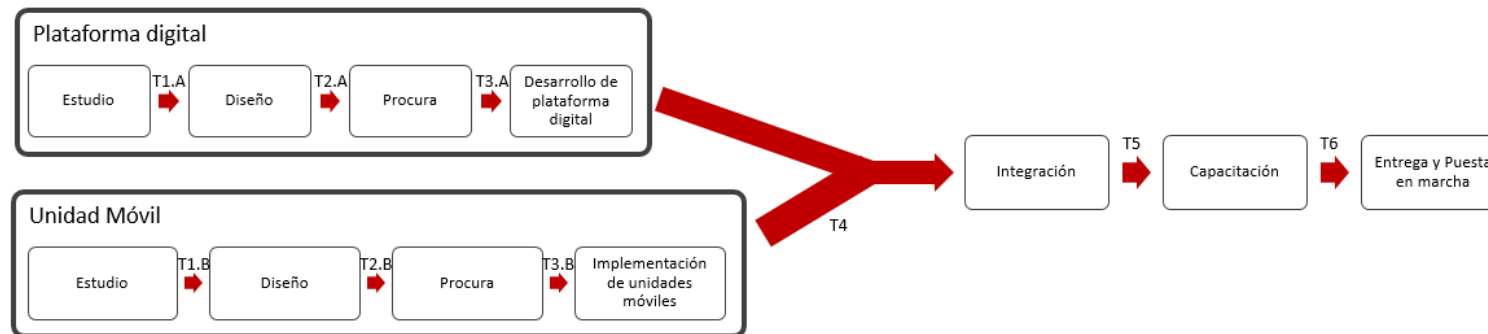 Plataforma digital
Estudio
T1.A
Diseño
T2.A
Procura
T3.A
Desarrollo de
plataforma
digital
Unidad Móvil
Estudio
T1.B
Diseño
T2.B
Procura
T3.B
Implementación
de unidades
móviles
T4
Integración
T5
Capacitación
T6
Entrega y Puesta
en marcha